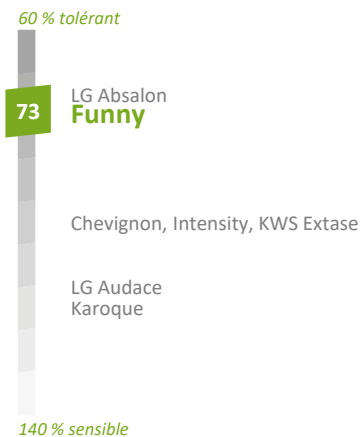 60 % tolérant
LG Absalon
73 Funny
Chevignon, Intensity, KWS Extase
LG Audace
Karoque
140 % sensible